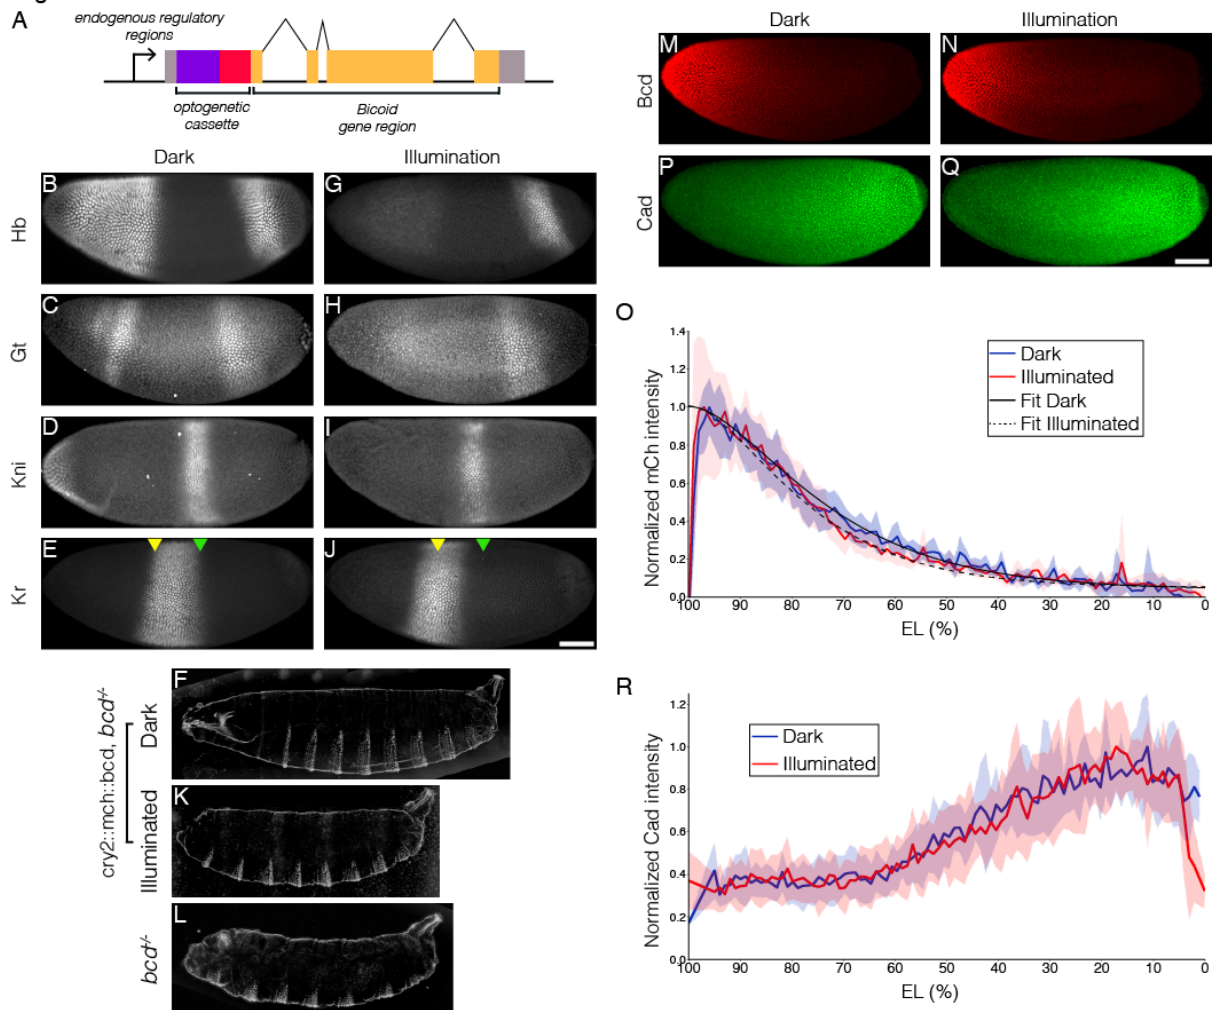 A
endogenous regulatory
regions
optogenetic
cassette
Bicoid
gene region
Dark
Illumination
B
G
Hb
C
H
Gt
D
I
Kni
E
J
Kr
F
Dark
K
Illuminated
cry2::mch::bcd, bcd-/-
L
bcd-/-
Dark
Illumination
M
N
Bcd
P
Q
Cad
O
Normalized mCh intensity
1.4
1.2
1.0
0.8
0.6
0.4
0.2
0.0
Dark
Illuminated
Fit Dark
Fit Illuminated
100 90 80 70 60 50 40 30 20 10 0
EL (%)
R
Normalized Cad intensity
1.2
1.0
0.8
0.6
0.4
0.2
0.0
Dark
Illuminated
100 90 80 70 60 50 40 30 20 10 0
EL (%)